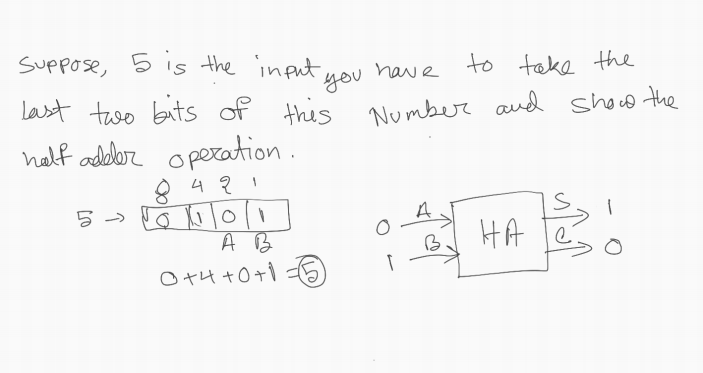 Suppose, 5 is the input you have to take the
last two bits of this Number and show the
half adder operation.
8 4 2 1
5 → 0 1 0 1
A B
0+4+0+1=5
0 A HA S 1
1 B C 0